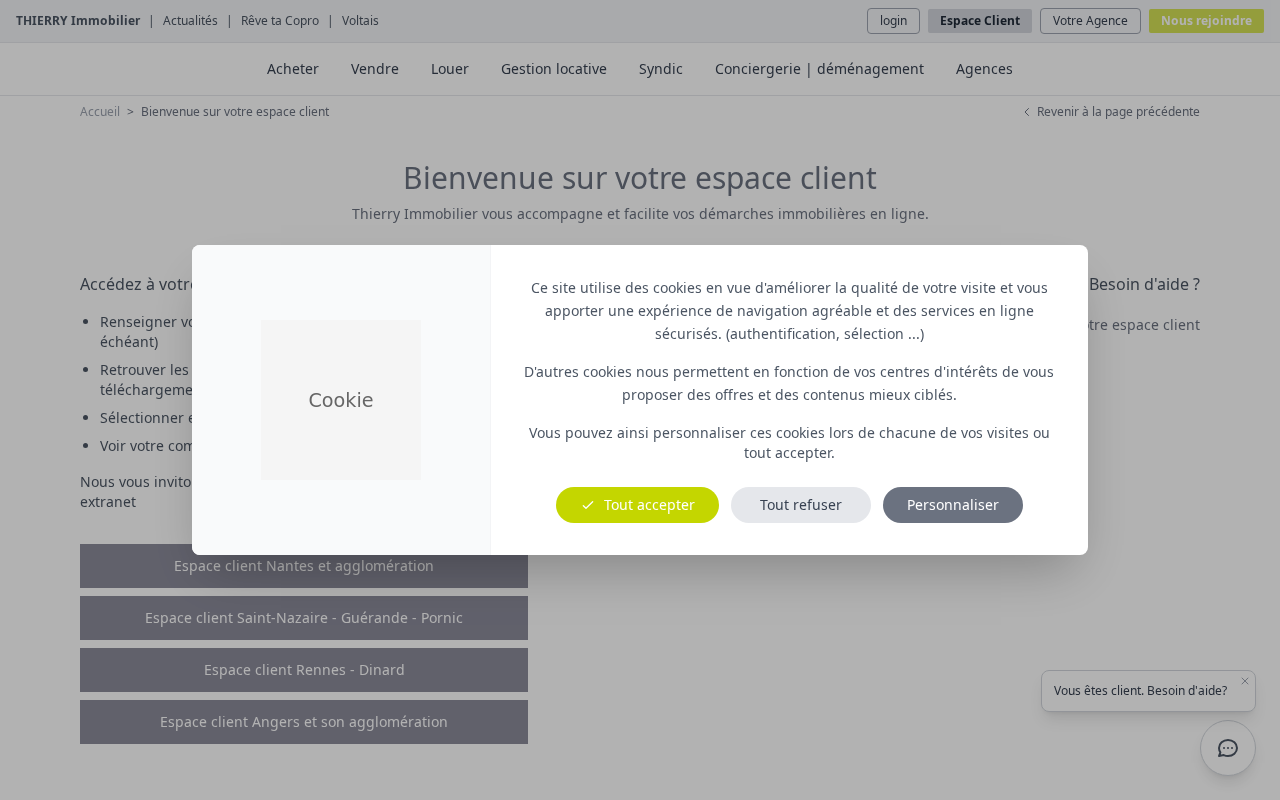 THIERRY Immobilier | Actualités | Rêve ta Copro | Voltais
login
Espace Client
Votre Agence
Nous rejoindre
Acheter
Vendre
Louer
Gestion locative
Syndic
Conciergerie | déménagement
Agences
Accueil > Bienvenue sur votre espace client
Revenir à la page précédente
Bienvenue sur votre espace client
Thierry Immobilier vous accompagne et facilite vos démarches immobilières en ligne.
Accédez à
Renseigner
échéant)
Retrouver les
Sélectionner
Voir votre
Nous vous
extranet
Besoin d'aide ?
espace client
Cookie
Ce site utilise des cookies en vue d'améliorer la qualité de votre visite et vous
apporter une expérience de navigation agréable et des services en ligne
sécurisés. (authentification, sélection ...)
D'autres cookies nous permettent en fonction de vos centres d'intérêts de vous
proposer des offres et des contenus mieux ciblés.
Vous pouvez ainsi personnaliser ces cookies lors de chacune de vos visites ou
tout accepter.
Tout accepter
Tout refuser
Personnaliser
Espace client Nantes et agglomération
Espace client Saint-Nazaire - Guérande - Pornic
Espace client Rennes - Dinard
Espace client Angers et son agglomération
Vous êtes client. Besoin d'aide?